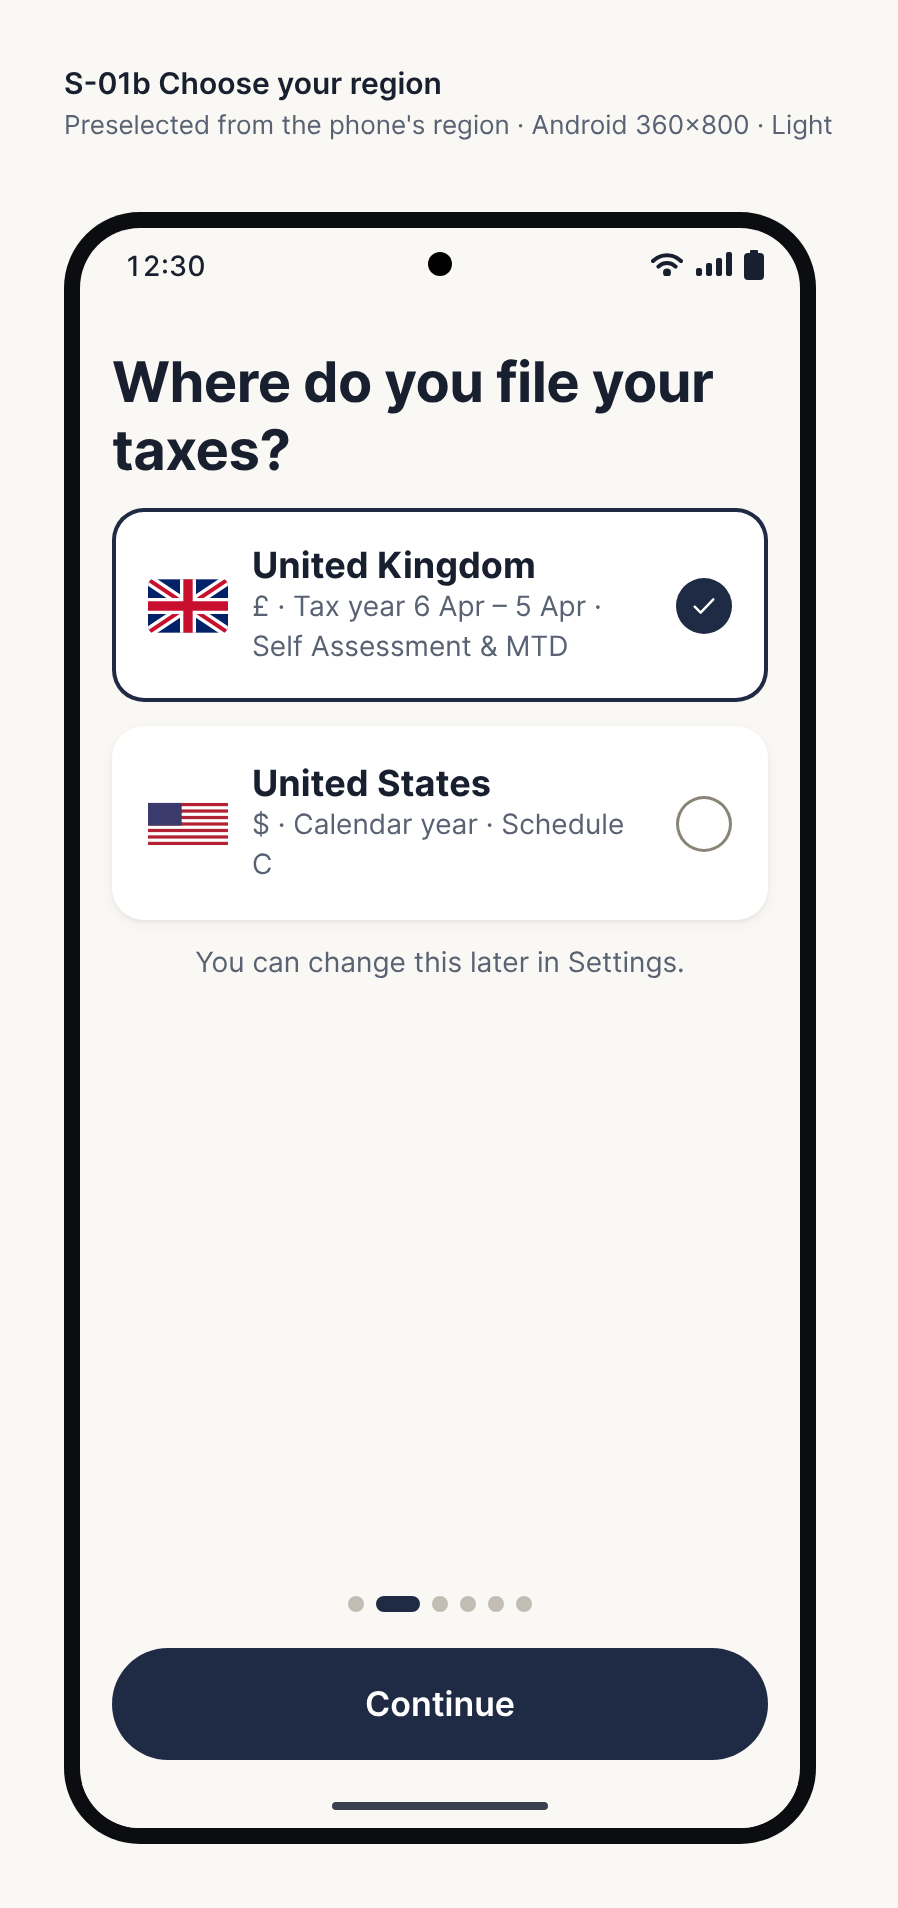 S-01b Choose your region
Preselected from the phone's region · Android 360×800 · Light
12:30
Where do you file your
taxes?
United Kingdom
£ · Tax year 6 Apr – 5 Apr ·
Self Assessment & MTD
United States
$ · Calendar year · Schedule
C
You can change this later in Settings.
Continue